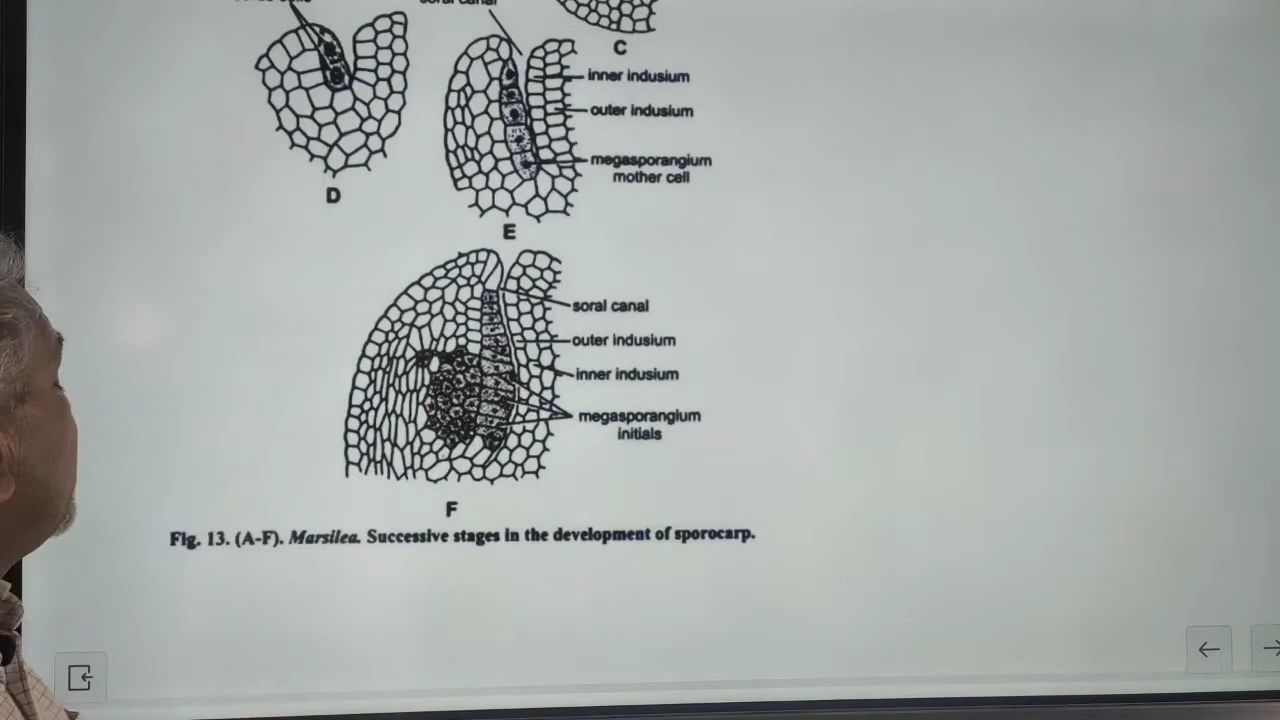 soral canal
C
inner indusium
outer indusium
megasporangium
mother cell
D
E
soral canal
outer indusium
inner indusium
megasporangium
initials
F
Fig. 13. (A-F). Marsilea. Successive stages in the development of sporocarp.